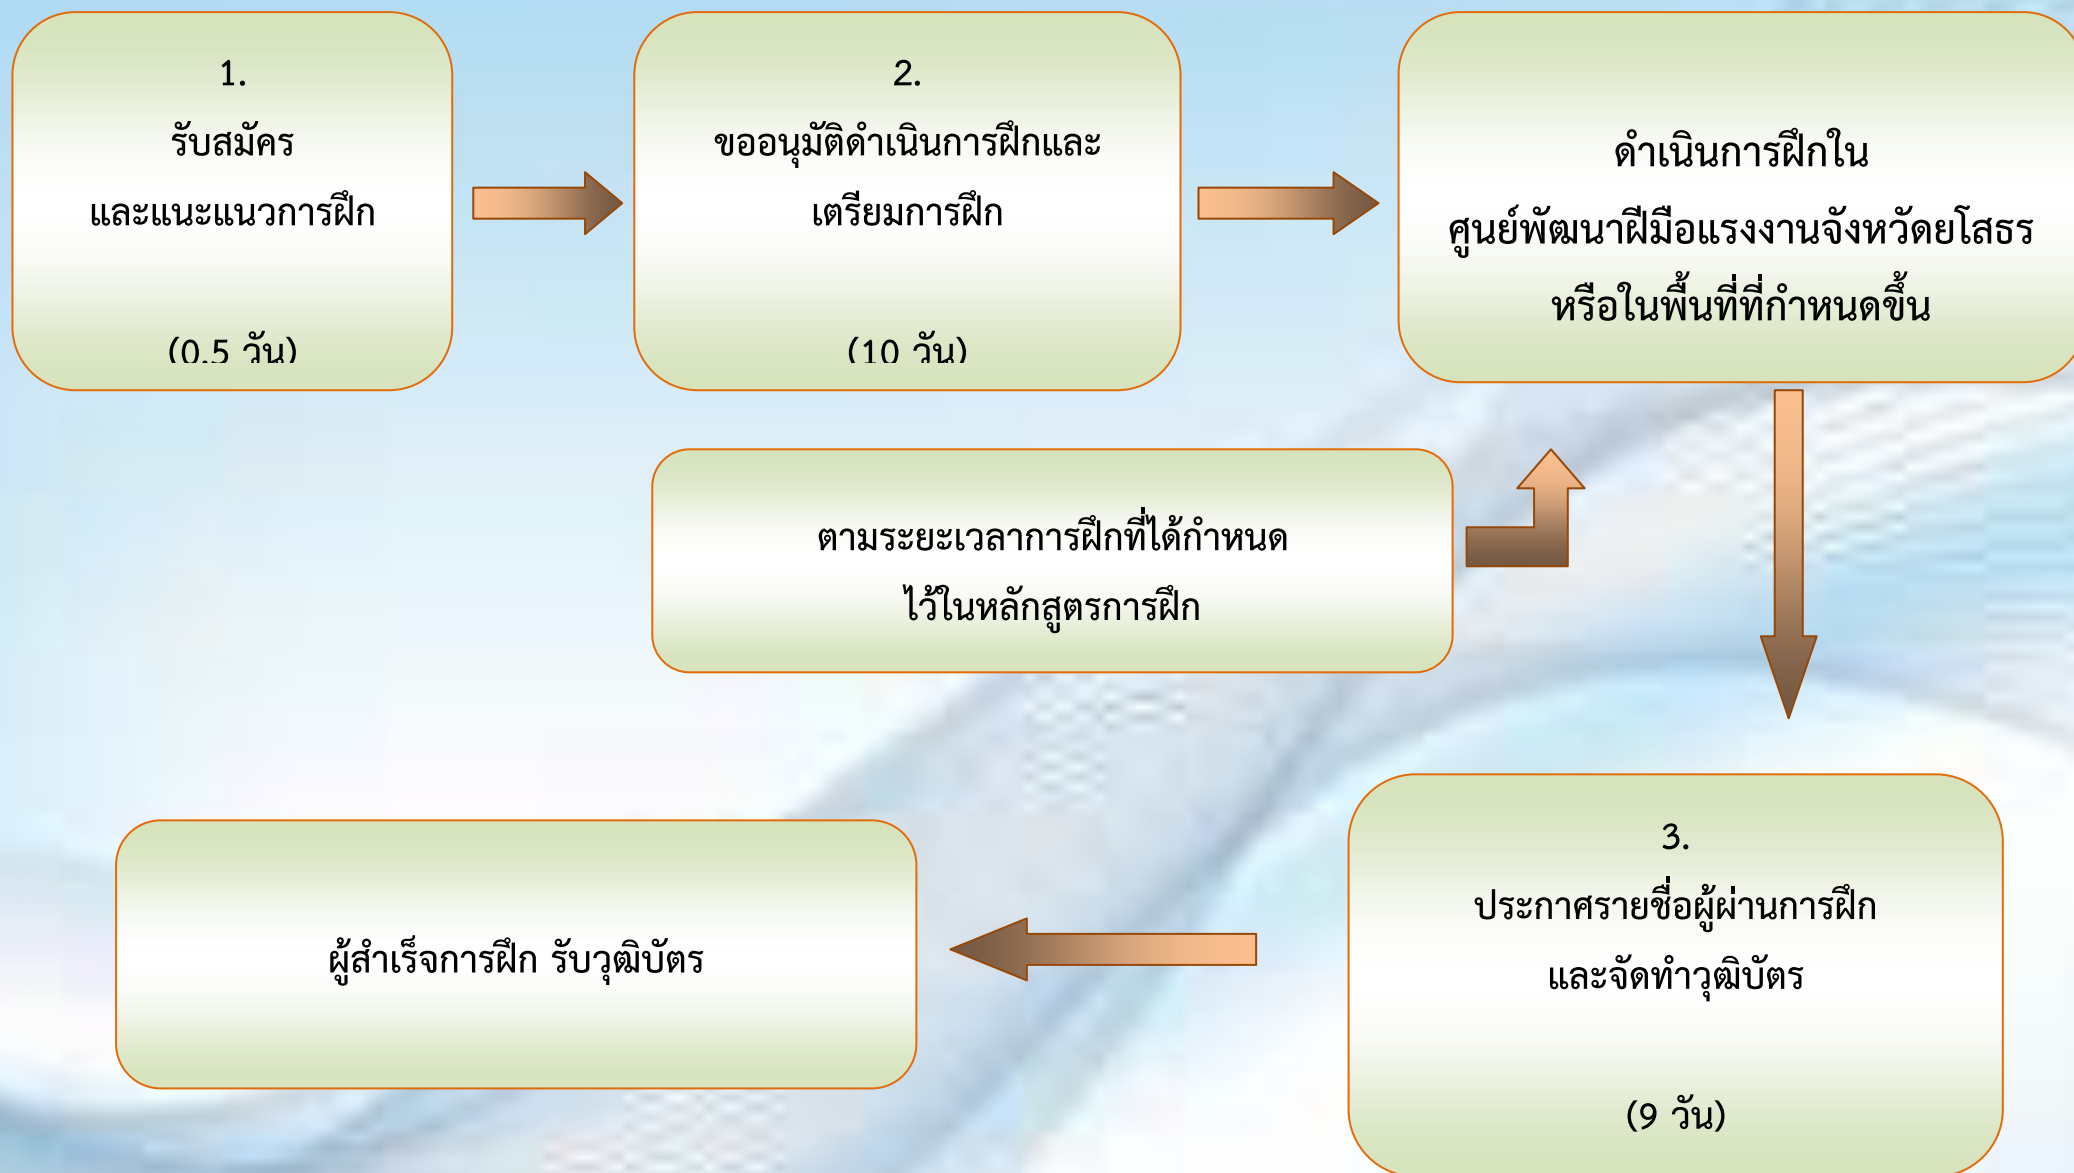 1.
รับสมัคร
และแนะแนวการฝึก
(0.5 วัน)
2.
ขออนุมัติดำเนินการฝึกและ
เตรียมการฝึก
(10 วัน)
ดำเนินการฝึกใน
ศูนย์พัฒนาฝีมือแรงงานจังหวัดยโสธร
หรือในพื้นที่ที่กำหนดขึ้น
ตามระยะเวลาการฝึกที่ได้กำหนด
ไว้ในหลักสูตรการฝึก
3.
ประกาศรายชื่อผู้ผ่านการฝึก
และจัดทำวุฒิบัตร
(9 วัน)
ผู้สำเร็จการฝึก รับวุฒิบัตร